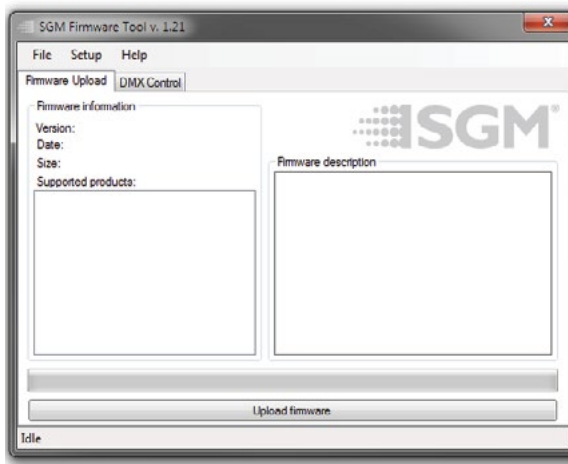 SGM Firmware Tool v. 1.21
File Setup Help
Firmware Upload DMX Control
Firmware information
Version:
Date:
Size:
Supported products:
SGM®
Firmware description
Upload firmware
Idle